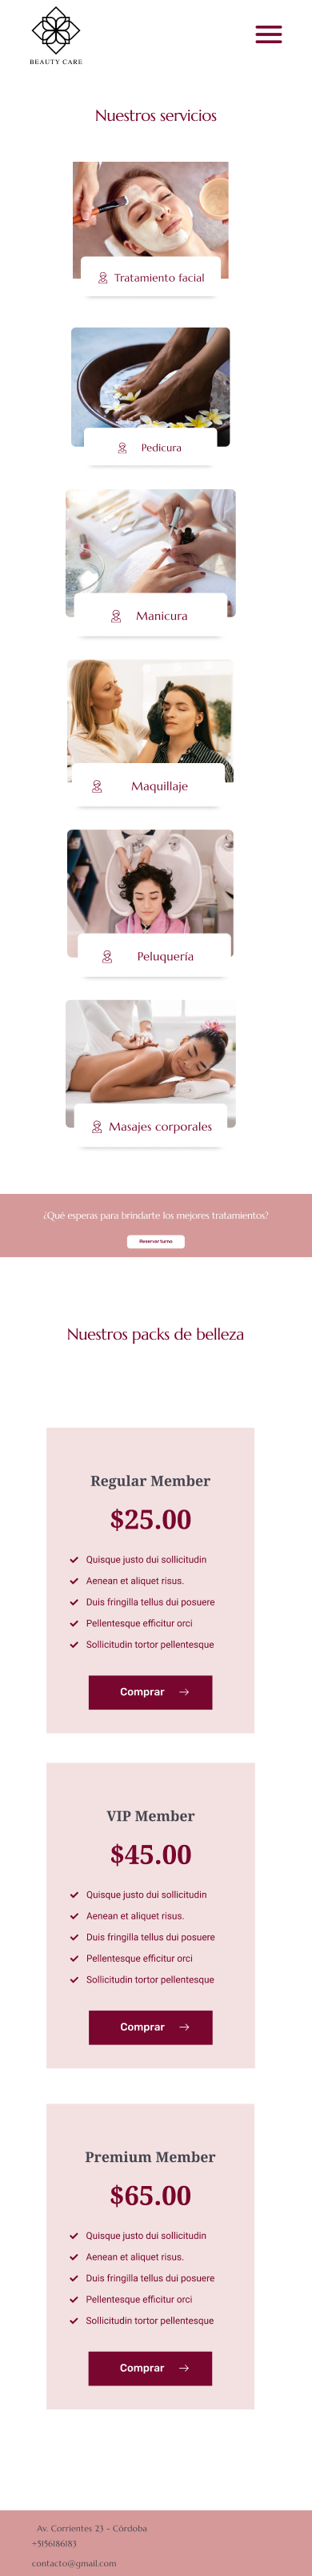 BEAUTY CARE
Nuestros servicios
Tratamiento facial
Pedicura
Manicura
Maquillaje
Peluquería
Masajes corporales
¿Qué esperas para brindarte los mejores tratamientos?
Reservar turno
Nuestros packs de belleza
Regular Member
$25.00
Quisque justo dui sollicitudin
Aenean et aliquet risus.
Duis fringilla tellus dui posuere
Pellentesque efficitur orci
Sollicitudin tortor pellentesque
Comprar
VIP Member
$45.00
Quisque justo dui sollicitudin
Aenean et aliquet risus.
Duis fringilla tellus dui posuere
Pellentesque efficitur orci
Sollicitudin tortor pellentesque
Comprar
Premium Member
$65.00
Quisque justo dui sollicitudin
Aenean et aliquet risus.
Duis fringilla tellus dui posuere
Pellentesque efficitur orci
Sollicitudin tortor pellentesque
Comprar
Av. Corrientes 23 - Córdoba
+5156186183
contacto@gmail.com